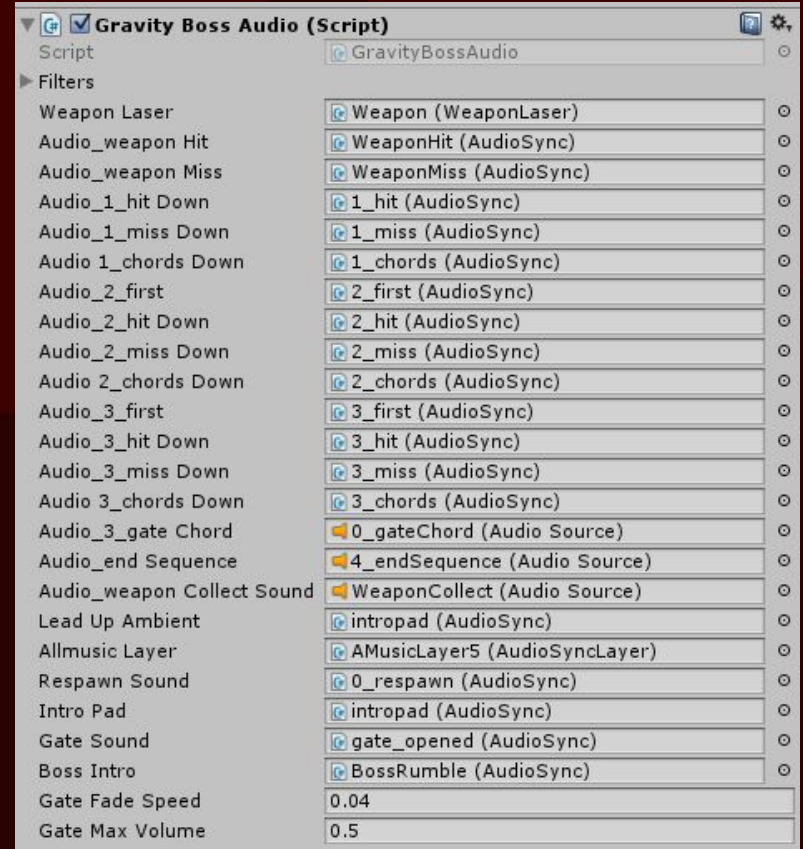 Gravity Boss Audio (Script)
Script GravityBossAudio
Filters
Weapon Laser Weapon (WeaponLaser)
Audio_weapon Hit WeaponHit (AudioSync)
Audio_weapon Miss WeaponMiss (AudioSync)
Audio_1_hit Down 1_hit (AudioSync)
Audio_1_miss Down 1_miss (AudioSync)
Audio 1_chords Down 1_chords (AudioSync)
Audio_2_first 2_first (AudioSync)
Audio_2_hit Down 2_hit (AudioSync)
Audio_2_miss Down 2_miss (AudioSync)
Audio 2_chords Down 2_chords (AudioSync)
Audio_3_first 3_first (AudioSync)
Audio_3_hit Down 3_hit (AudioSync)
Audio_3_miss Down 3_miss (AudioSync)
Audio 3_chords Down 3_chords (AudioSync)
Audio_3_gate Chord 0_gateChord (Audio Source)
Audio_end Sequence 4_endSequence (Audio Source)
Audio_weapon Collect Sound WeaponCollect (Audio Source)
Lead Up Ambient intropad (AudioSync)
Allmusic Layer AMusicLayer5 (AudioSyncLayer)
Respawn Sound 0_respawn (AudioSync)
Intro Pad intropad (AudioSync)
Gate Sound gate_opened (AudioSync)
Boss Intro BossRumble (AudioSync)
Gate Fade Speed 0.04
Gate Max Volume 0.5